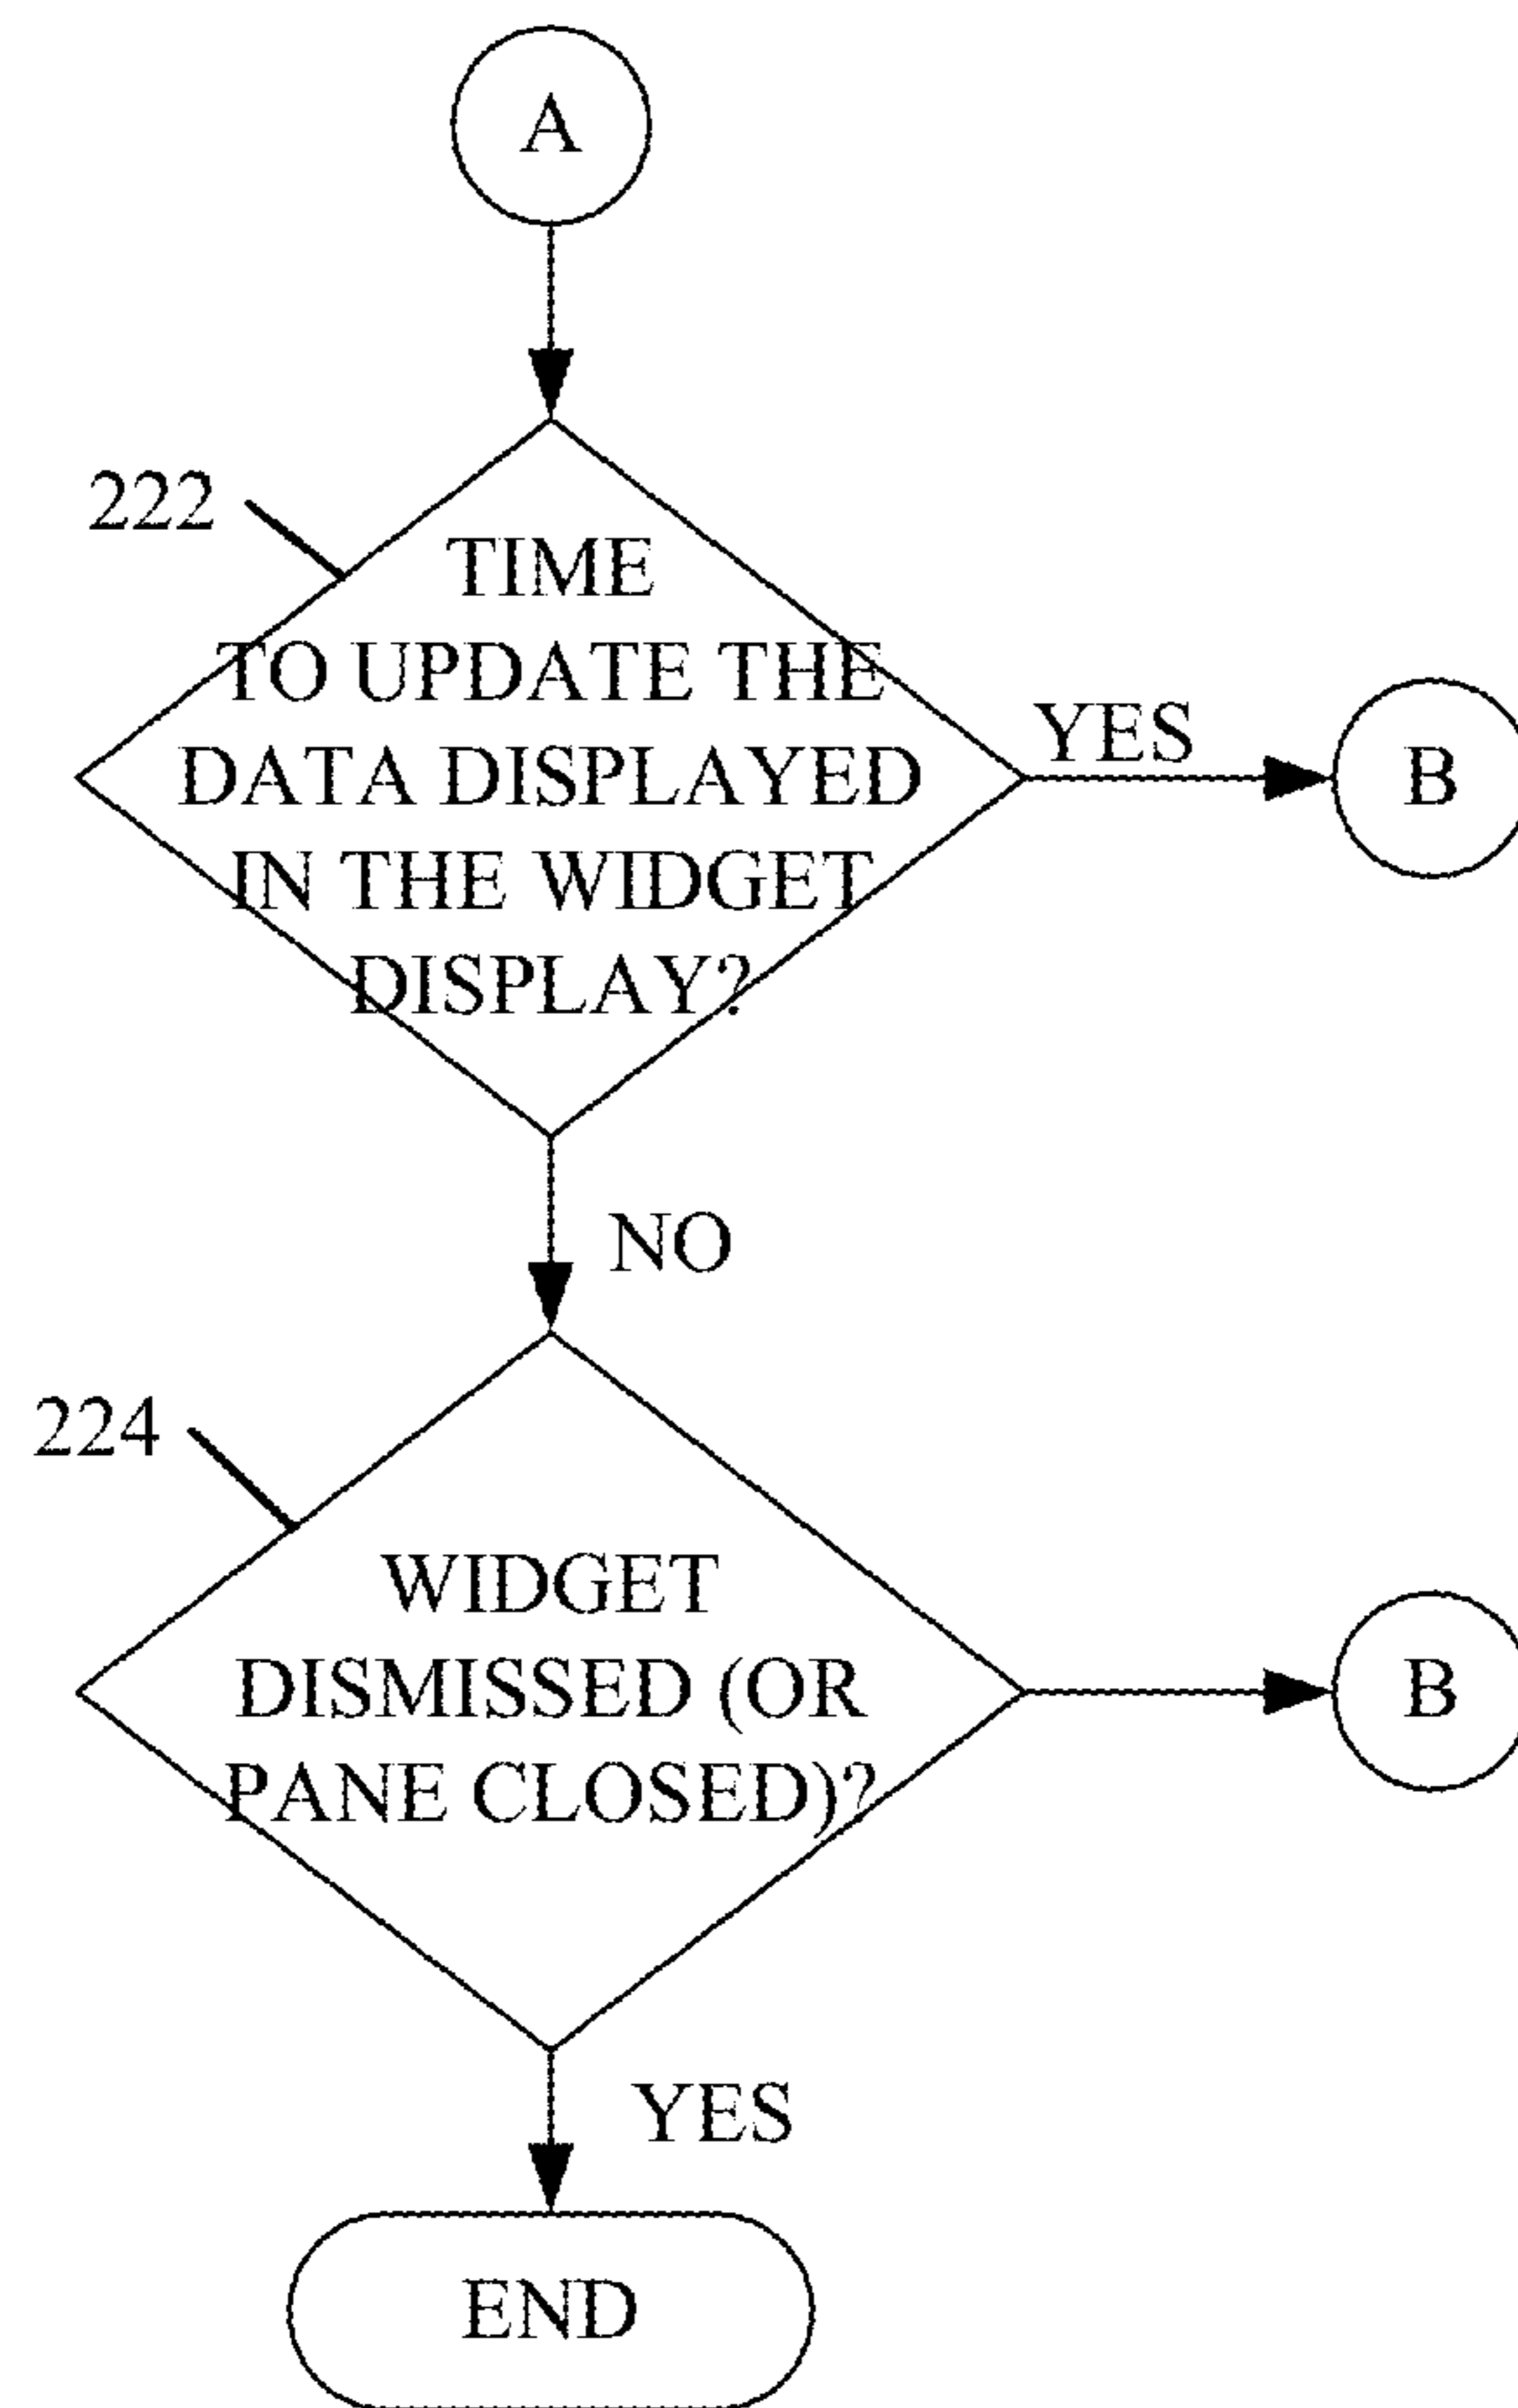 A
222
TIME
TO UPDATE THE
DATA DISPLAYED
IN THE WIDGET
DISPLAY?
YES
B
NO
224
WIDGET
DISMISSED (OR
PANE CLOSED)?
B
YES
END